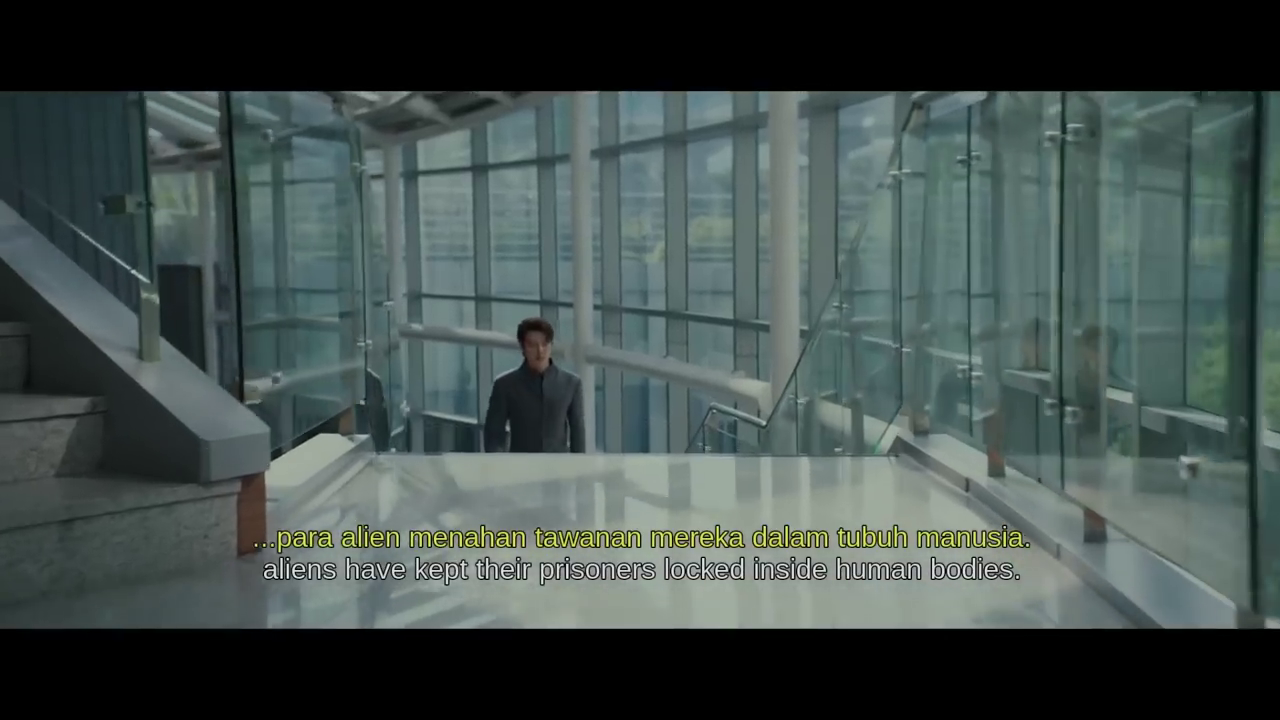 ...para alien menahan tawanan mereka dalam tubuh manusia.
aliens have kept their prisoners locked inside human bodies.